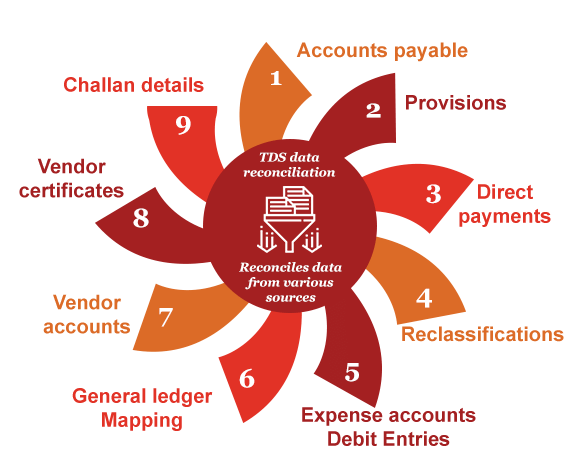 TDS data
reconciliation
Reconciles data
from various
sources
1
Accounts payable
2
Provisions
3
Direct
payments
4
Reclassifications
5
Expense accounts
Debit Entries
6
General ledger
Mapping
7
Vendor
accounts
8
Vendor
certificates
9
Challan details